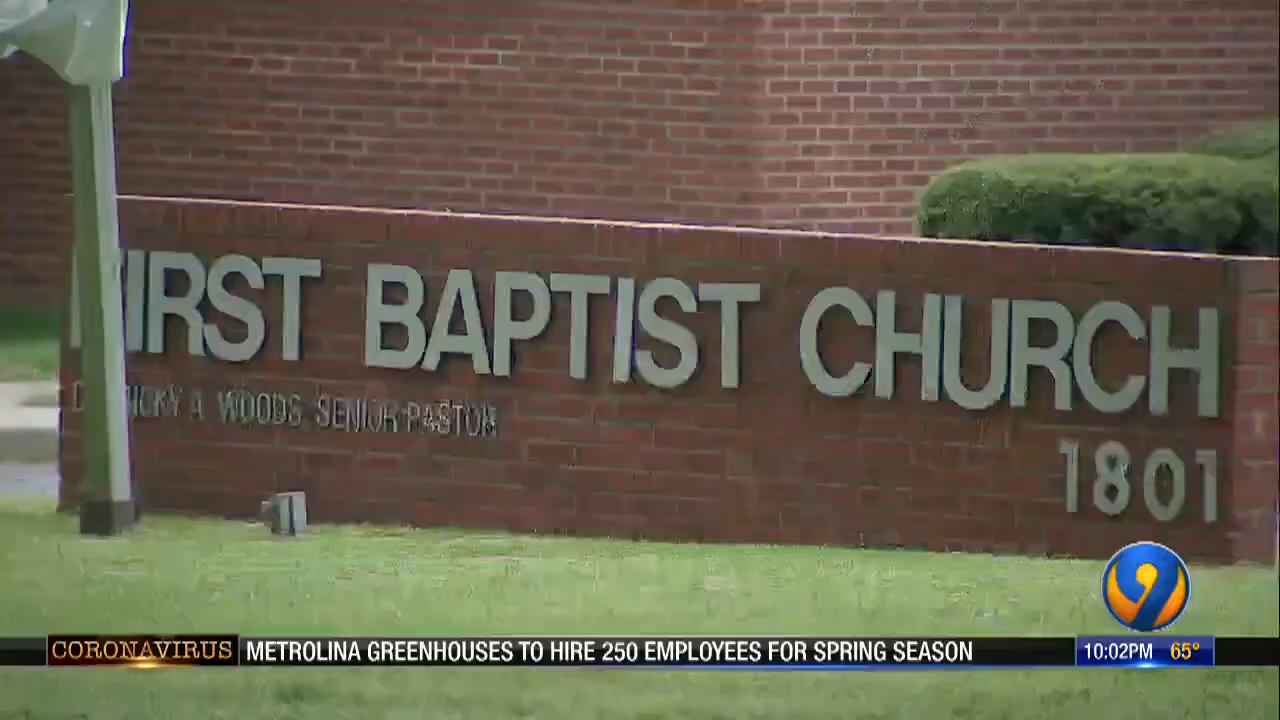 FIRST BAPTIST CHURCH
A WOODS SENIOR PASTOR
1801
9
CORONAVIRUS METROLINA GREENHOUSES TO HIRE 250 EMPLOYEES FOR SPRING SEASON 10:02PM 65°